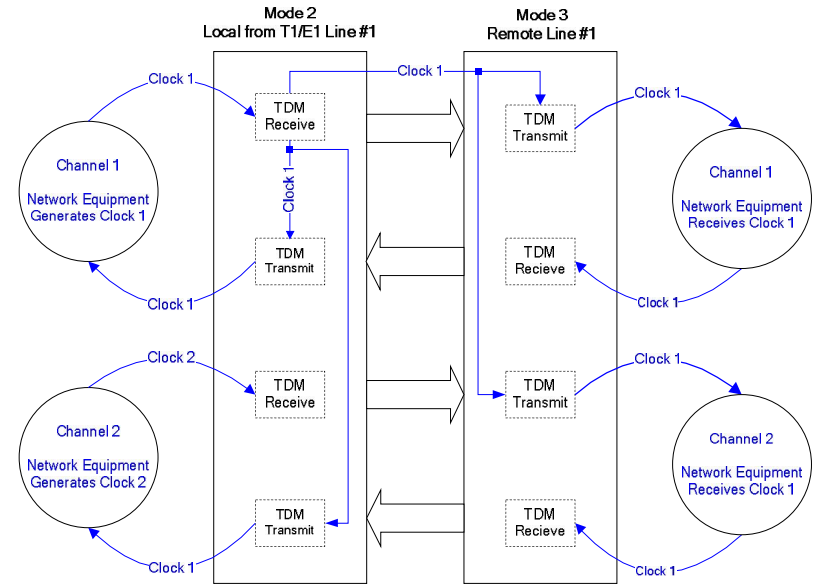 Mode 2
Local from T1/E1 Line #1
Mode 3
Remote Line #1
Clock 1
Clock 1
Clock 1
TDM
Receive
TDM
Transmit
Channel 1
Network Equipment
Generates Clock 1
Clock 1
Channel 1
Network Equipment
Receives Clock 1
TDM
Transmit
TDM
Recieve
Clock 1
Clock 1
Clock 2
Clock 1
TDM
Receive
TDM
Transmit
Channel 2
Network Equipment
Generates Clock 2
Channel 2
Network Equipment
Receives Clock 1
TDM
Transmit
TDM
Recieve
Clock 1
Clock 1